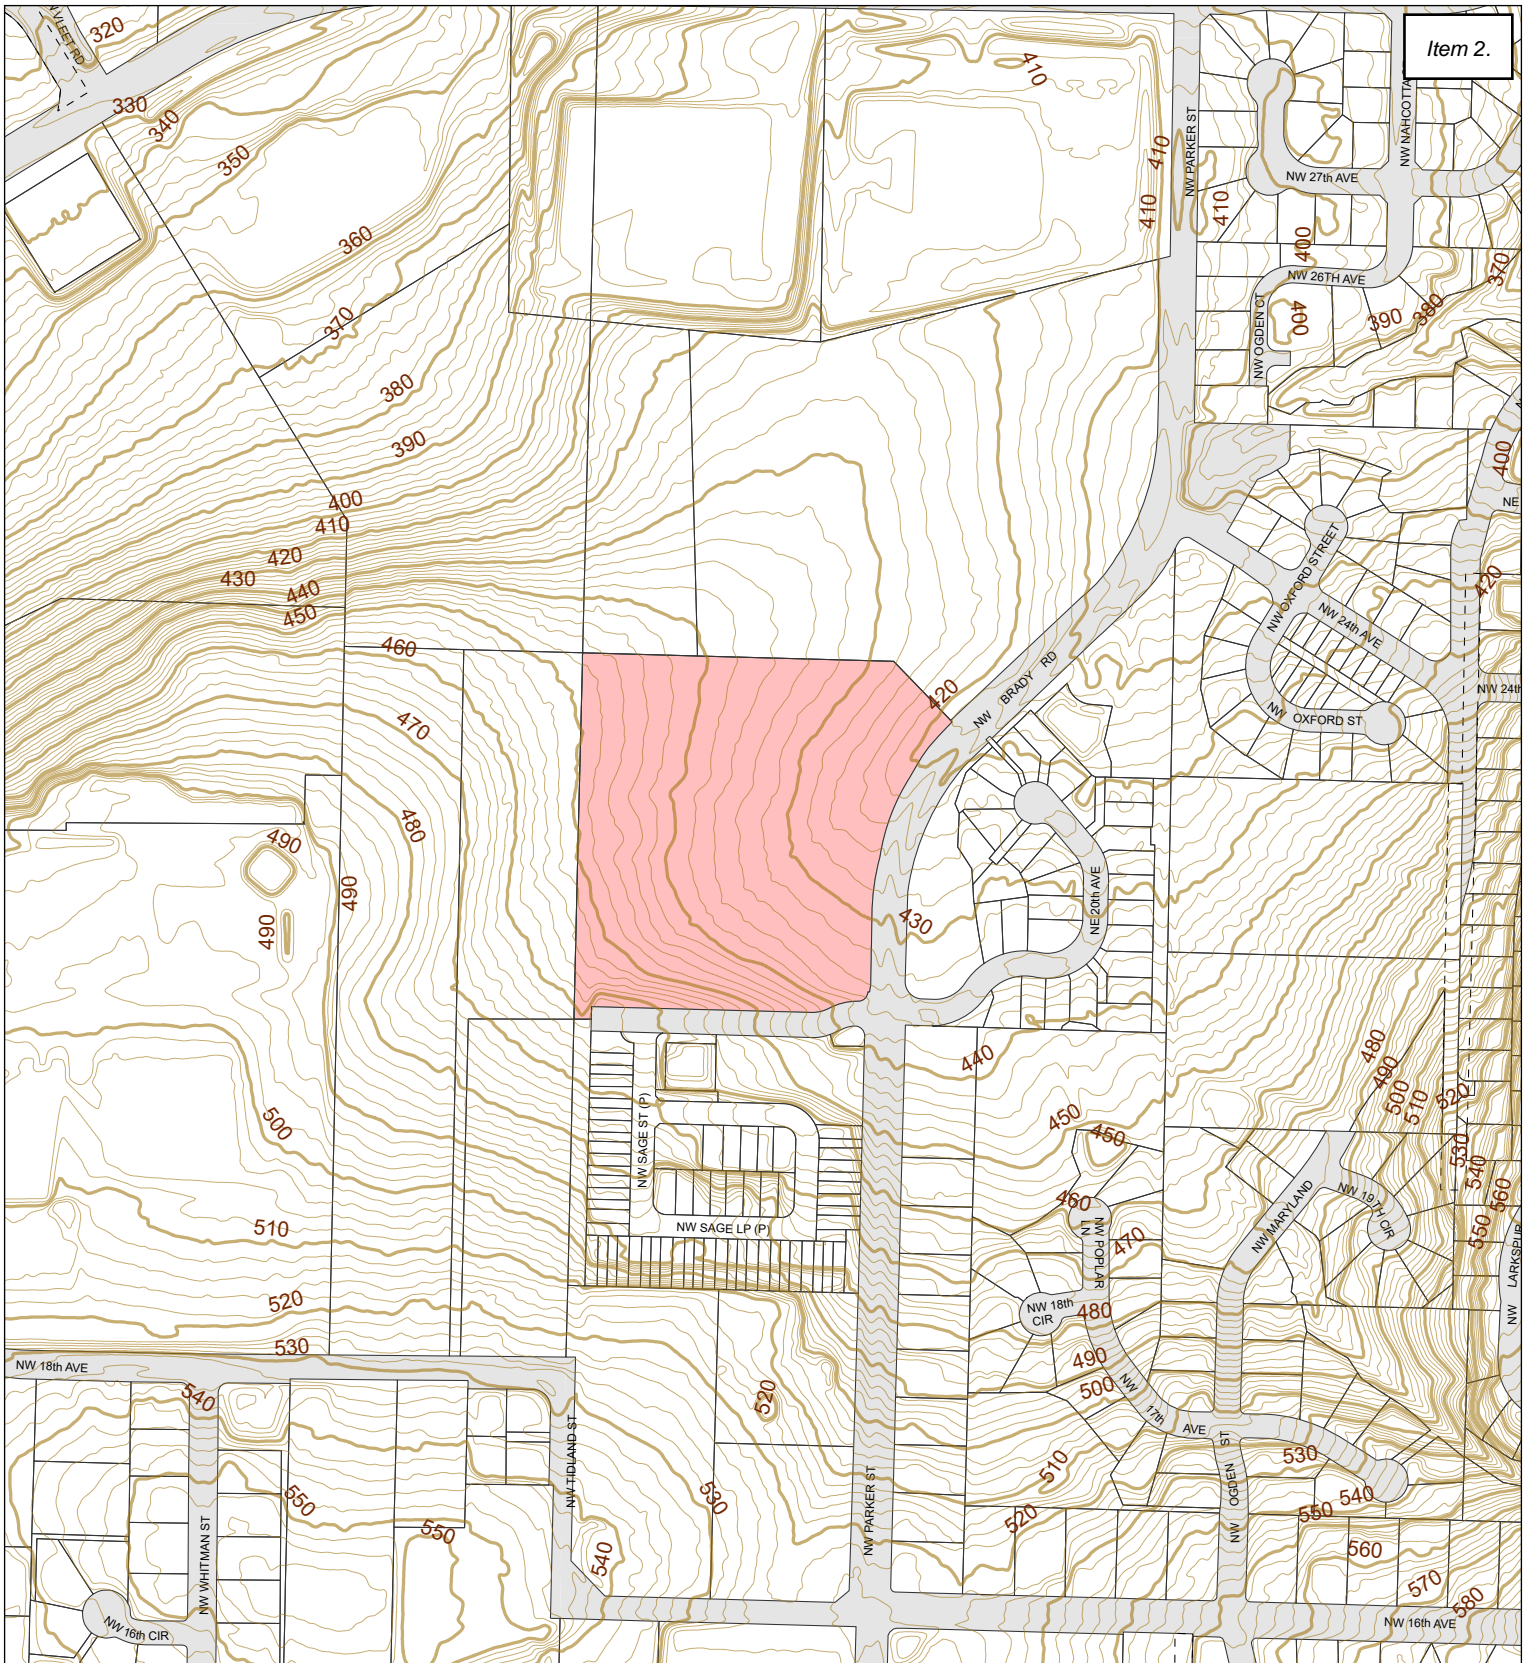 Item 2.
320
330
340
350
360
370
380
390
400
410
420
430
440
450
460
470
480
490
490
490
500
510
520
530
540
550
550
410
410
410
410
NW PARKER ST
NW 27th AVE
400
NW 26TH AVE
NW OGDEN CT
400
390
380
370
400
NE
NW OXFORD STREET
NW 24th AVE
420
NW 24th
NW OXFORD ST
NW BRADY RD
420
430
NE 20th AVE
440
450
450
460
NW POPLAR LN
470
NW 18th
CIR
480
490
500
NW 17th AVE
510
520
NW MARYLAND
NW 19TH CIR
480
490
500
510
520
530
540
550
560
NW LARKSPUR
NW OGDEN ST
530
540
550
560
570
580
NW 16th AVE
NW SAGE ST (P)
NW SAGE LP (P)
520
530
540
NW PARKER ST
NW TIDLAND ST
NW 18th AVE
NW WHITMAN ST
NW 16th CIR